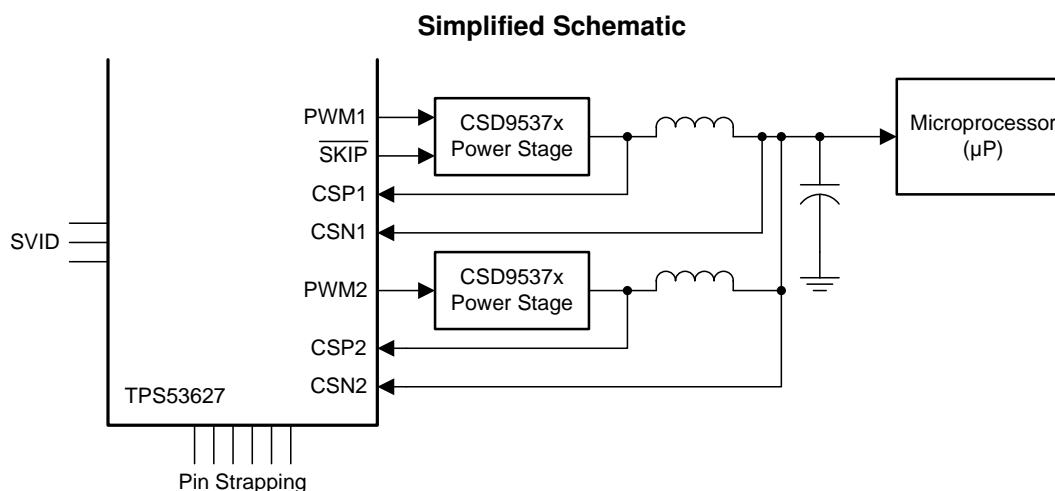 Simplified Schematic
PWM1
SKIP
CSP1
CSN1
PWM2
CSP2
CSN2
CSD9537x
Power Stage
CSD9537x
Power Stage
Microprocessor
(µP)
SVID
TPS53627
Pin Strapping